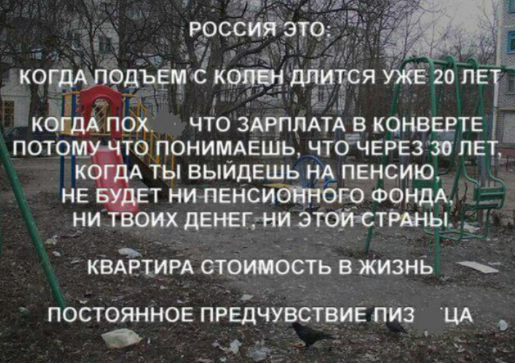 РОССИЯ ЭТО:
КОГДА ПОДЪЕМ С КОЛЕН ДЛИТСЯ УЖЕ 20 ЛЕТ
КОГДА ПОХ ЧТО ЗАРПЛАТА В КОНВЕРТЕ
ПОТОМУ ЧТО ПОНИМАЕШЬ, ЧТО ЧЕРЕЗ 30 ЛЕТ,
КОГДА ТЫ ВЫЙДЕШЬ НА ПЕНСИЮ,
НЕ БУДЕТ НИ ПЕНСИОННОГО ФОНДА,
НИ ТВОИХ ДЕНЕГ, НИ ЭТОЙ СТРАНЫ.
КВАРТИРА СТОИМОСТЬ В ЖИЗНЬ
ПОСТОЯННОЕ ПРЕДЧУВСТВИЕ ПИЗ ЦА